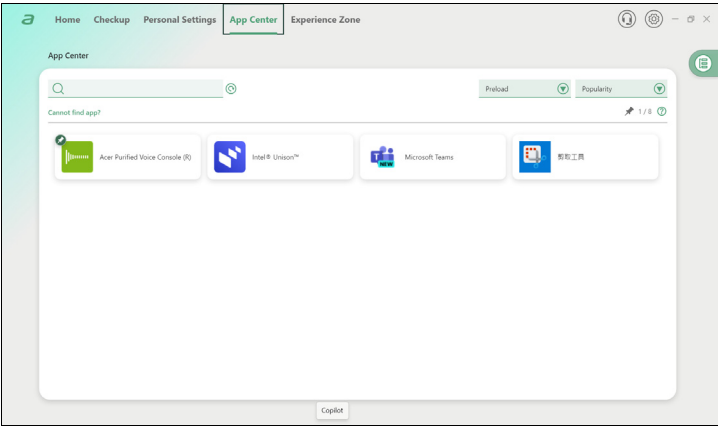 a Home Checkup Personal Settings App Center Experience Zone
App Center
Preload Popularity
Cannot find app? 1 / 8
Acer Purified Voice Console (R) Intel® Unison™ Microsoft Teams 剪取工具
NEW
Copilot